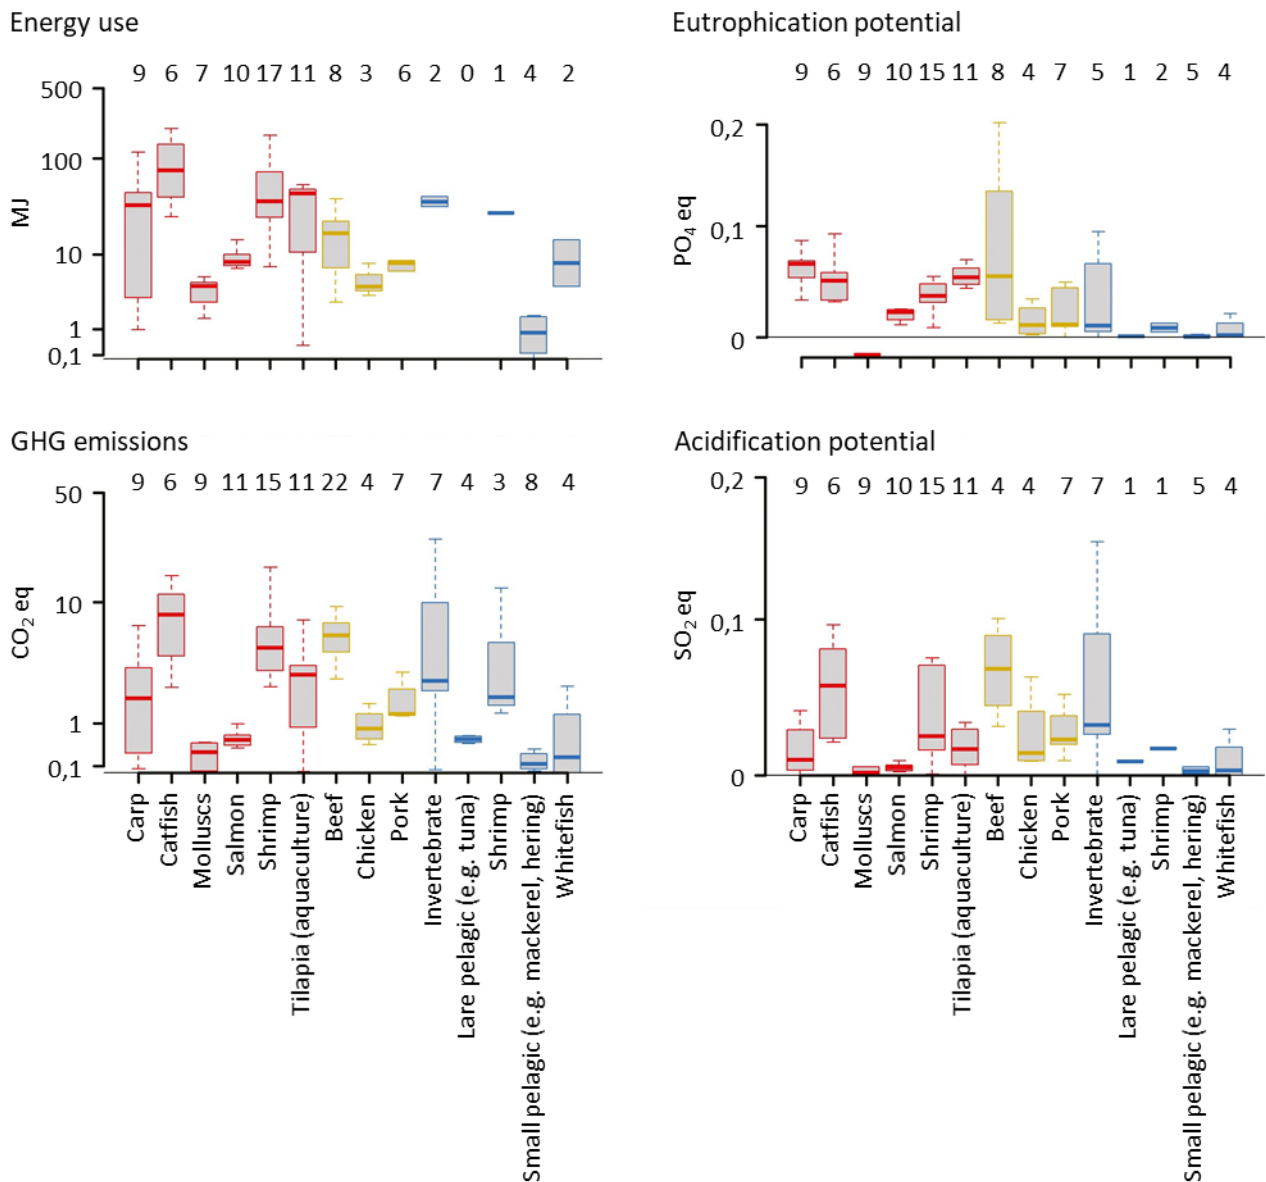 Energy use
9 6 7 10 17 11 8 3 6 2 0 1 4 2
500
100
10
1
0,1
MJ
Eutrophication potential
9 6 9 10 15 11 8 4 7 5 1 2 5 4
0,2
0,1
0
PO4 eq
GHG emissions
9 6 9 11 15 11 22 4 7 7 4 3 8 4
50
10
1
0,1
CO2 eq
Carp
Catfish
Molluscs
Salmon
Shrimp
Tilapia (aquaculture)
Beef
Chicken
Pork
Invertebrate
Lare pelagic (e.g. tuna)
Shrimp
Small pelagic (e.g. mackerel, hering)
Whitefish
Acidification potential
9 6 9 10 15 11 4 4 7 7 1 1 5 4
0,2
0,1
0
SO2 eq
Carp
Catfish
Molluscs
Salmon
Shrimp
Tilapia (aquaculture)
Beef
Chicken
Pork
Invertebrate
Lare pelagic (e.g. tuna)
Shrimp
Small pelagic (e.g. mackerel, hering)
Whitefish